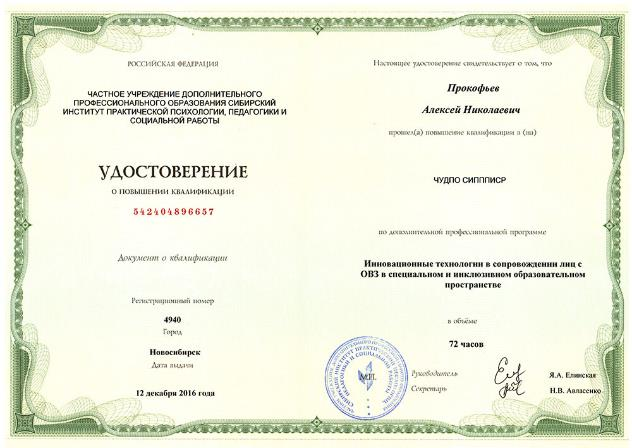 РОССИЙСКАЯ ФЕДЕРАЦИЯ
ЧАСТНОЕ УЧРЕЖДЕНИЕ ДОПОЛНИТЕЛЬНОГО
ПРОФЕССИОНАЛЬНОГО ОБРАЗОВАНИЯ СИБИРСКИЙ
ИНСТИТУТ ПРАКТИЧЕСКОЙ ПСИХОЛОГИИ, ПЕДАГОГИКИ И
СОЦИАЛЬНОЙ РАБОТЫ
УДОСТОВЕРЕНИЕ
О ПОВЫШЕНИИ КВАЛИФИКАЦИИ
542404896657
Документ о квалификации
Регистрационный номер
4940
Город
Новосибирск
Дата выдачи
12 декабря 2016 года
Настоящее удостоверение свидетельствует о том, что
Прокофьев
Алексей Николаевич
прошел(а) повышение квалификации в (на)
ЧУДПО СИПППИСР
по дополнительной профессиональной программе
Инновационные технологии в сопровождении лиц с
ОВЗ в специальном и инклюзивном образовательном
пространстве
в объёме
72 часов
М.П.
Руководитель
Я.А. Елинская
Секретарь
Н.В. Авласенко